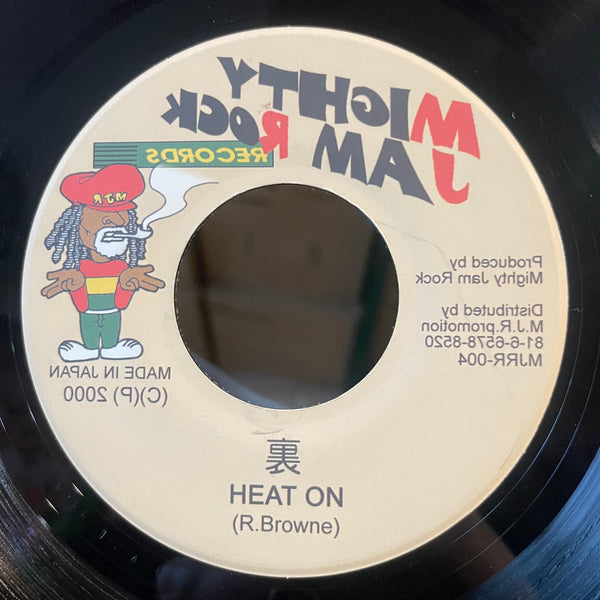 MIGHTY
JAM ROCK
RECORDS
MJR
Produced by
Mighty Jam Rock
Distributed by
M.J.R.promotion
81-6-6578-8520
MJRR-004
MADE IN JAPAN
(C)(P) 2000
裏
HEAT ON
(R.Browne)